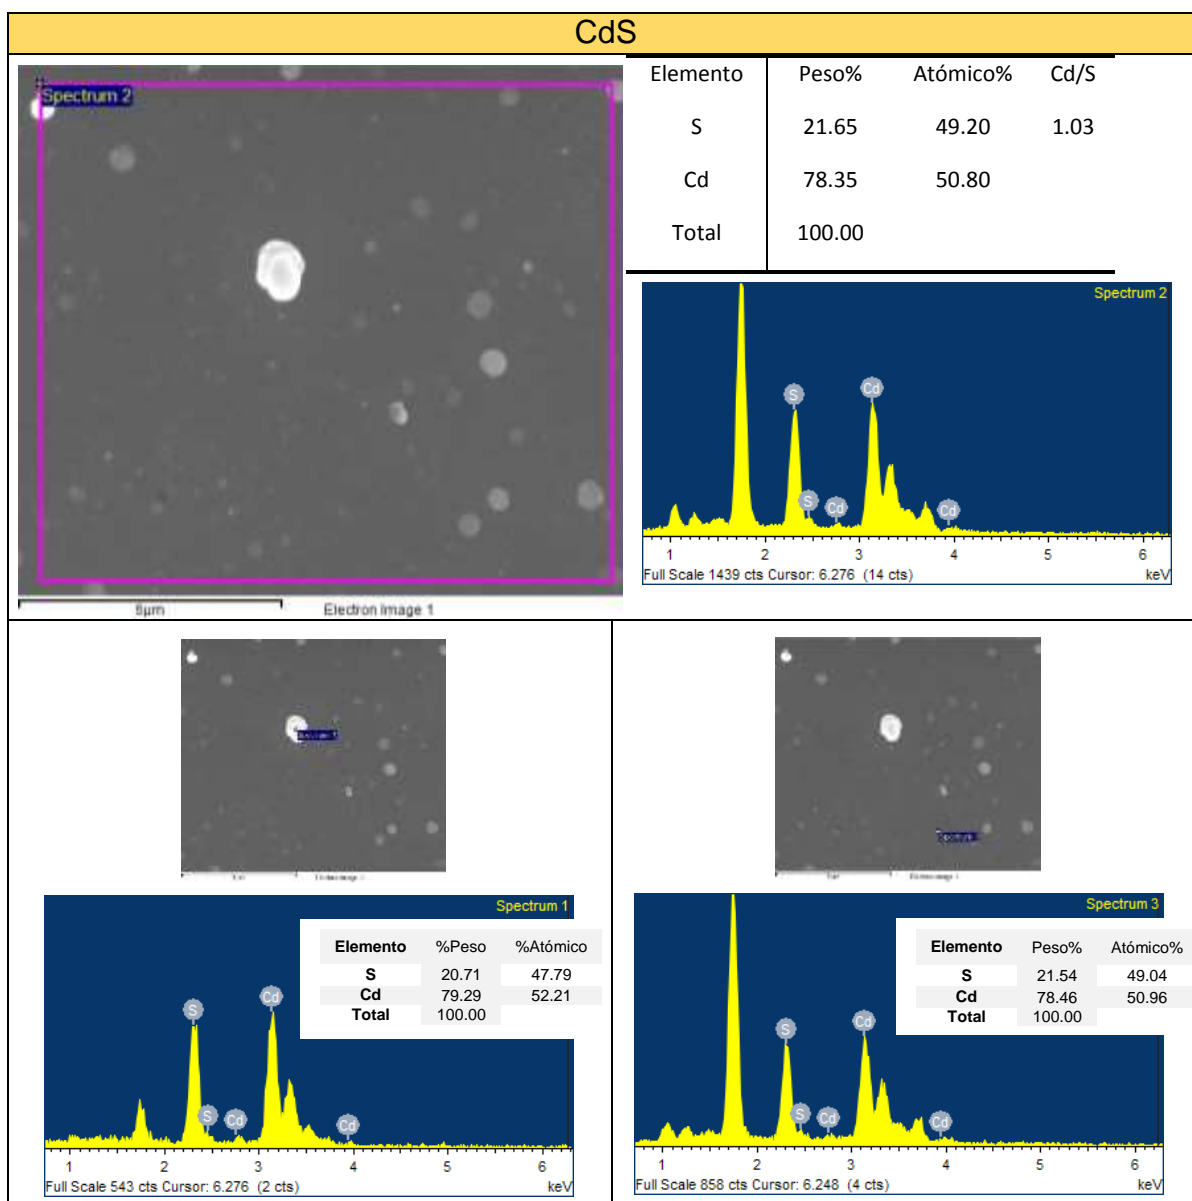 CdS
Spectrum 2
6µm Electron Image 1
Elemento Peso% Atómico% Cd/S
S 21.65 49.20 1.03
Cd 78.35 50.80
Total 100.00
Spectrum 2
S Cd
S Cd Cd
1 2 3 4 5 6
Full Scale 1439 cts Cursor: 6.276 (14 cts) keV
Spectrum 1
Elemento %Peso %Atómico
S 20.71 47.79
Cd 79.29 52.21
Total 100.00
S Cd
S Cd Cd
1 2 3 4 5 6
Full Scale 543 cts Cursor: 6.276 (2 cts) keV
Spectrum 3
Elemento Peso% Atómico%
S 21.54 49.04
Cd 78.46 50.96
Total 100.00
S Cd
S Cd Cd
1 2 3 4 5 6
Full Scale 858 cts Cursor: 6.248 (4 cts) keV